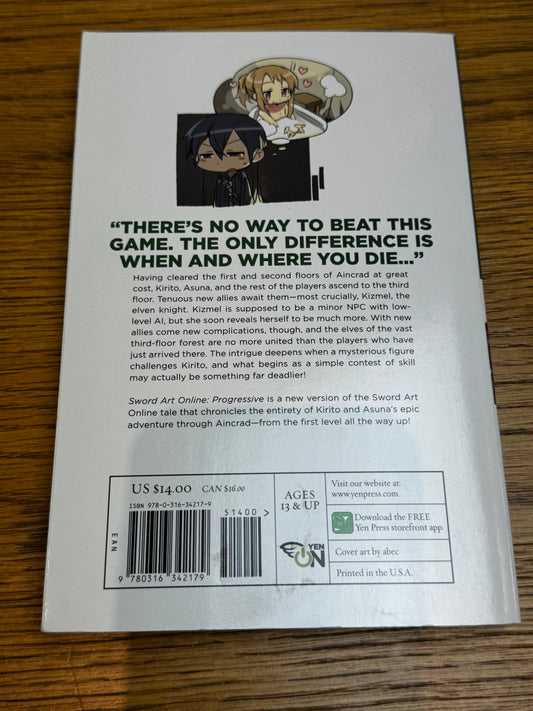 “THERE’S NO WAY TO BEAT THIS
GAME. THE ONLY DIFFERENCE IS
WHEN AND WHERE YOU DIE...”
Having cleared the first and second floors of Aincrad at great
cost, Kirito, Asuna, and the rest of the players ascend to the third
floor. Tenuous new allies await them—most crucially, Kizmel, the
elven knight. Kizmel is supposed to be a minor NPC with low-
level AI, but she soon reveals herself to be much more. With new
allies come new complications, though, and the elves of the vast
third-floor forest are no more united than the players who have
just arrived there. The intrigue deepens when a mysterious figure
challenges Kirito, and what begins as a simple contest of skill
may actually be something far deadlier!
Sword Art Online: Progressive is a new version of the Sword Art
Online tale that chronicles the entirety of Kirito and Asuna’s epic
adventure through Aincrad—from the first level all the way up!
US $14.00 CAN $16.00
ISBN 978-0-316-34217-9
51400 >
EAN
9 780316 342179
AGES
13 & UP
YEN
ON
Visit our website at
www.yenpress.com
Download the FREE
Yen Press storefront app.
Cover art by abec
Printed in the U.S.A.